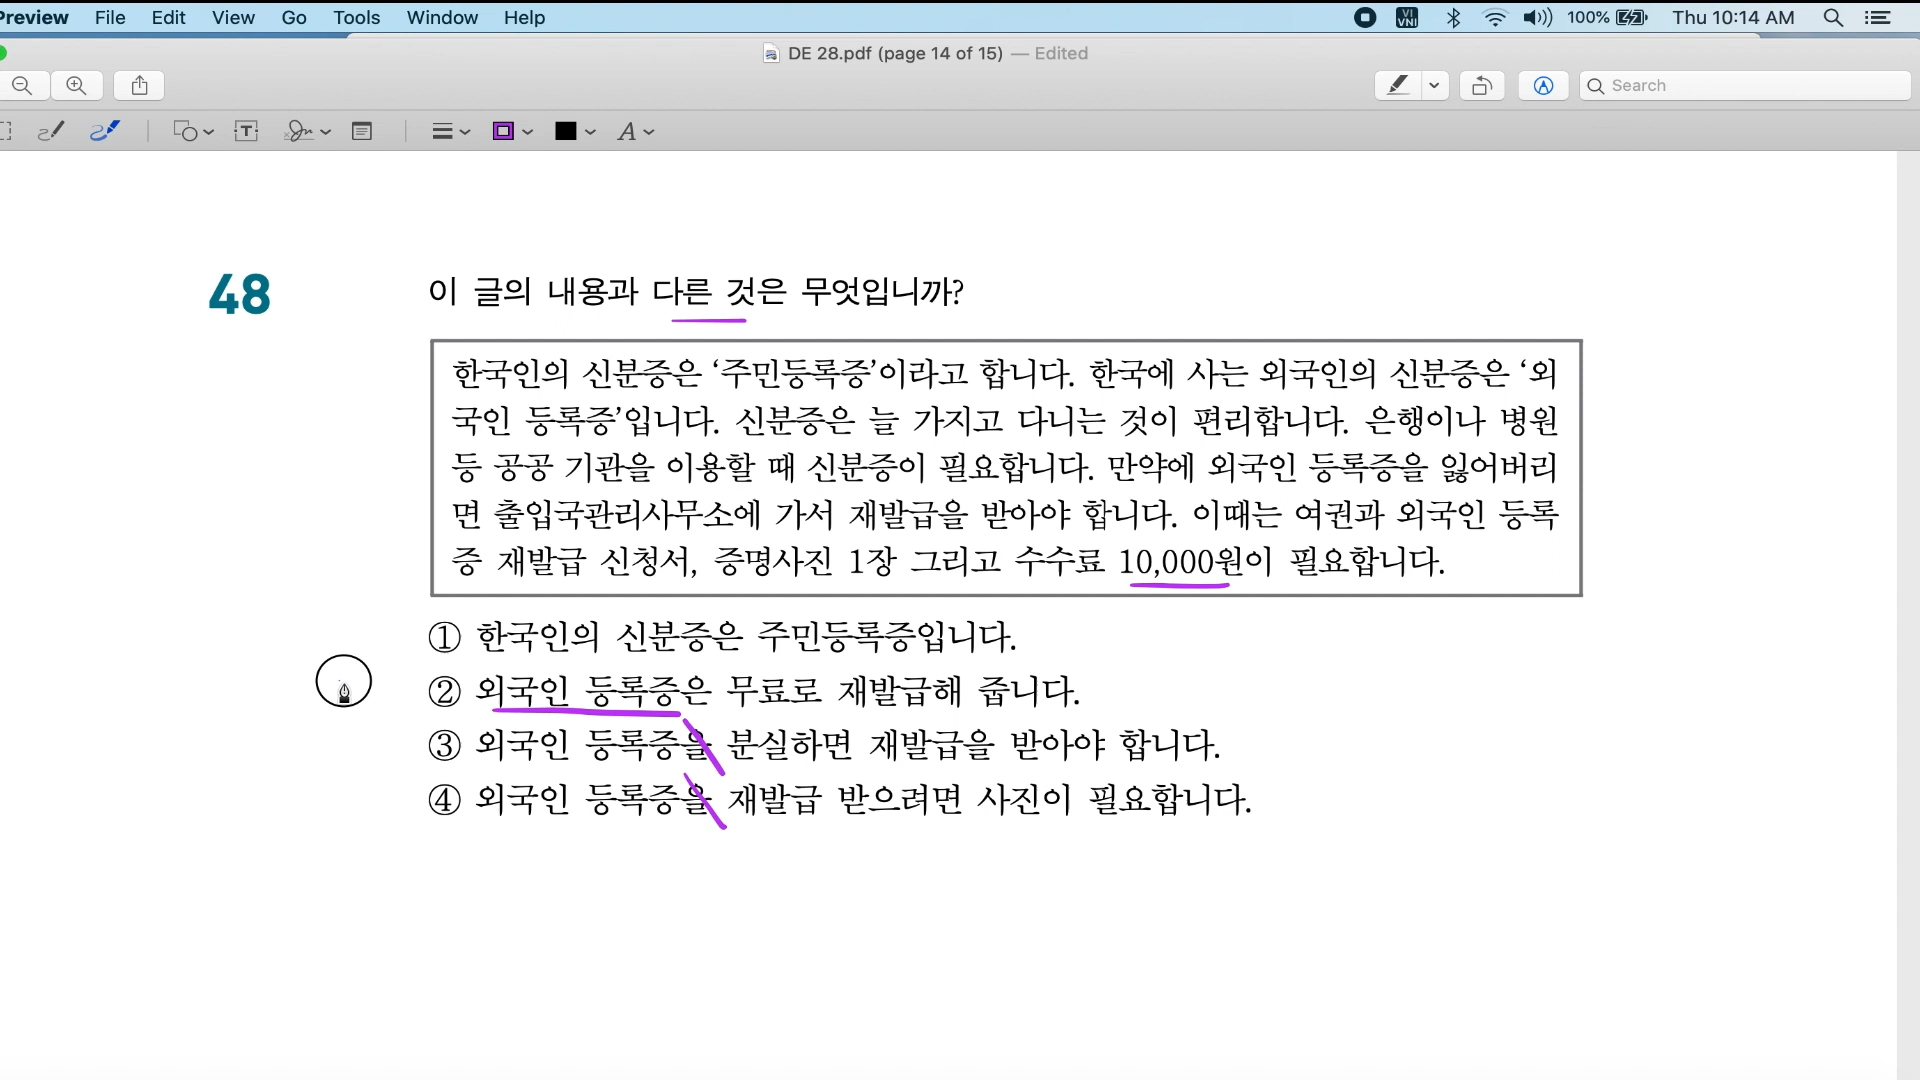 Preview File Edit View Go Tools Window Help VI VNI 100% Thu 10:14 AM
DE 28.pdf (page 14 of 15) — Edited
Search
T A
48 이 글의 내용과 다른 것은 무엇입니까?
한국인의 신분증은 ‘주민등록증’이라고 합니다. 한국에 사는 외국인의 신분증은 ‘외
국인 등록증’입니다. 신분증은 늘 가지고 다니는 것이 편리합니다. 은행이나 병원
등 공공 기관을 이용할 때 신분증이 필요합니다. 만약에 외국인 등록증을 잃어버리
면 출입국관리사무소에 가서 재발급을 받아야 합니다. 이때는 여권과 외국인 등록
증 재발급 신청서, 증명사진 1장 그리고 수수료 10,000원이 필요합니다.
① 한국인의 신분증은 주민등록증입니다.
② 외국인 등록증은 무료로 재발급해 줍니다.
③ 외국인 등록증을 분실하면 재발급을 받아야 합니다.
④ 외국인 등록증을 재발급 받으려면 사진이 필요합니다.